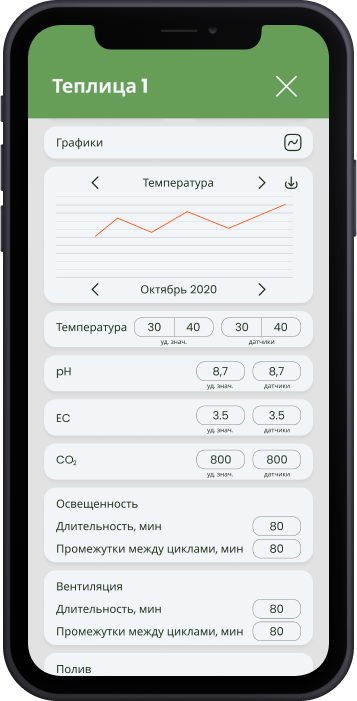 Теплица 1
Графики
Температура
Октябрь 2020
Температура 30 40 30 40
уд. знач. датчики
pH 8,7 8,7
уд. знач. датчики
EC 3.5 3.5
уд. знач. датчики
CO₂ 800 800
уд. знач. датчики
Освещенность
Длительность, мин 80
Промежутки между циклами, мин 80
Вентиляция
Длительность, мин 80
Промежутки между циклами, мин 80
Полив